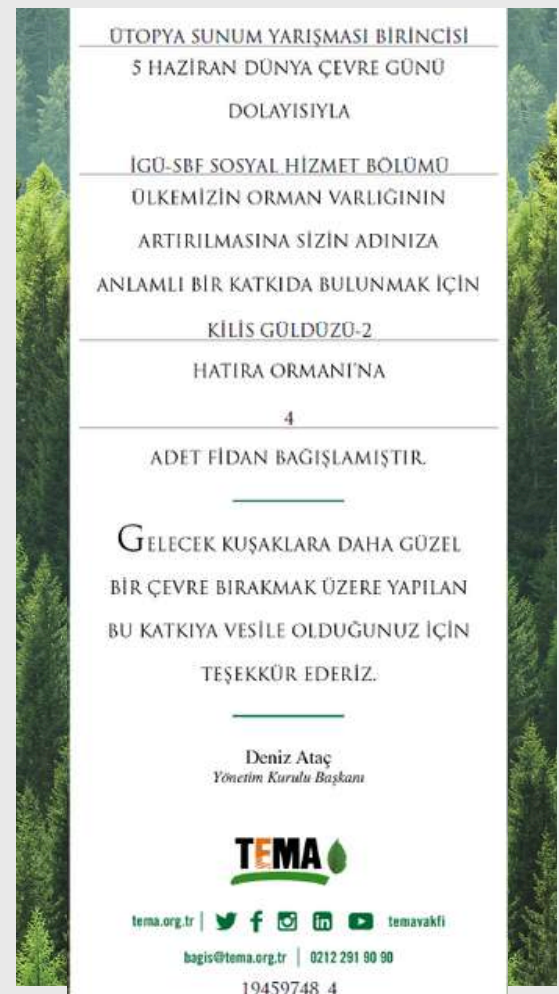 ÜTOPYA SUNUM YARIŞMASI BİRİNCİSİ
5 HAZİRAN DÜNYA ÇEVRE GÜNÜ
DOLAYISIYLA
İGÜ-SBF SOSYAL HİZMET BÖLÜMÜ
ÜLKEMİZİN ORMAN VARLIĞININ
ARTIRILMASINA SİZİN ADINIZA
ANLAMLI BİR KATKIDA BULUNMAK İÇİN
KİLİS GÜLDÜZÜ-2
HATIRA ORMANI'NA
4
ADET FİDAN BAĞIŞLAMIŞTIR.
GELECEK KUŞAKLARA DAHA GÜZEL
BİR ÇEVRE BIRAKMAK ÜZERE YAPILAN
BU KATKIYA VESİLE OLDUĞUNUZ İÇİN
TEŞEKKÜR EDERİZ.
Deniz Ataç
Yönetim Kurulu Başkanı
TEMA
tema.org.tr | temavakfi
bagis@tema.org.tr | 0212 291 90 90
19459748_4